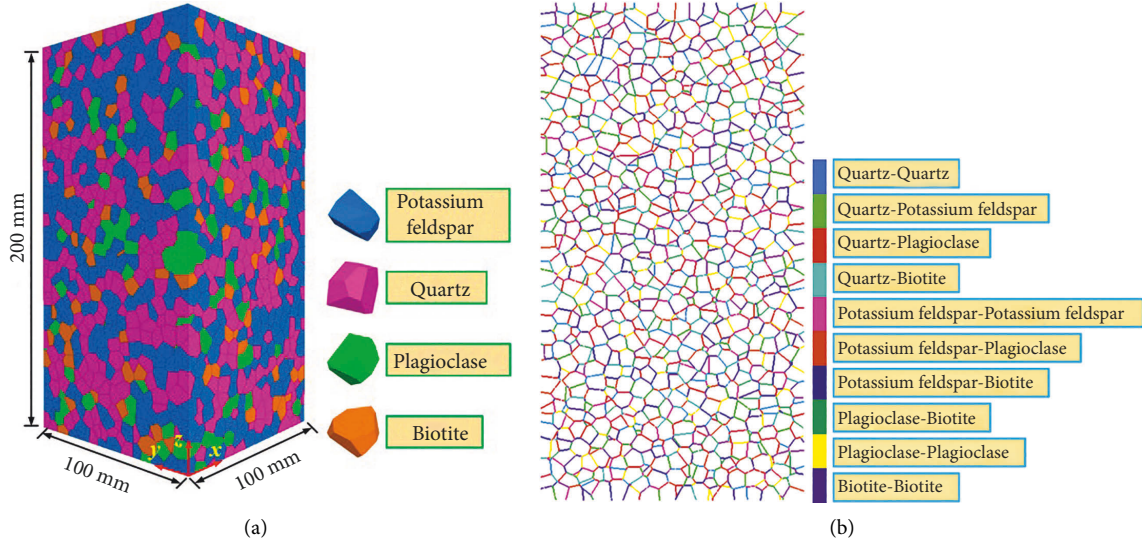 200 mm
100 mm
100 mm
y
z
x
Potassium
feldspar
Quartz
Plagioclase
Biotite
(a)
Quartz-Quartz
Quartz-Potassium feldspar
Quartz-Plagioclase
Quartz-Biotite
Potassium feldspar-Potassium feldspar
Potassium feldspar-Plagioclase
Potassium feldspar-Biotite
Plagioclase-Biotite
Plagioclase-Plagioclase
Biotite-Biotite
(b)